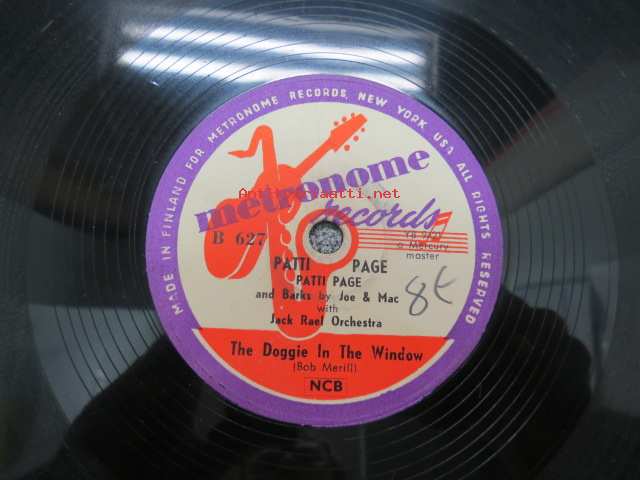 MADE IN FINLAND FOR METRONOME RECORDS, NEW YORK USA ALL RIGHTS RESERVED
metronome
records
B 627
a Mercury
master
PATTI PAGE
PATTI PAGE
and Barks by Joe & Mac
with
Jack Rael Orchestra
8€
The Doggie In The Window
(Bob Merill)
NCB